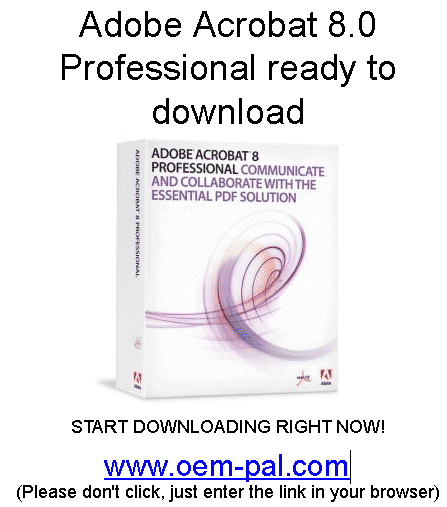 Adobe Acrobat 8.0
Professional ready to
download
ADOBE ACROBAT 8
PROFESSIONAL COMMUNICATE
AND COLLABORATE WITH THE
ESSENTIAL PDF SOLUTION
ADOBE ACROBAT 8 PROFESSIONAL
Adobe
START DOWNLOADING RIGHT NOW!
www.oem-pal.com
(Please don't click, just enter the link in your browser)